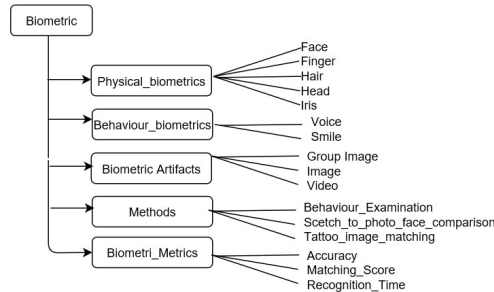 Biometric
Physical_biometrics
Face
Finger
Hair
Head
Iris
Behaviour_biometrics
Voice
Smile
Biometric Artifacts
Group Image
Image
Video
Methods
Behaviour_Examination
Scetch_to_photo_face_comparison
Tattoo_image_matching
Biometri_Metrics
Accuracy
Matching_Score
Recognition_Time